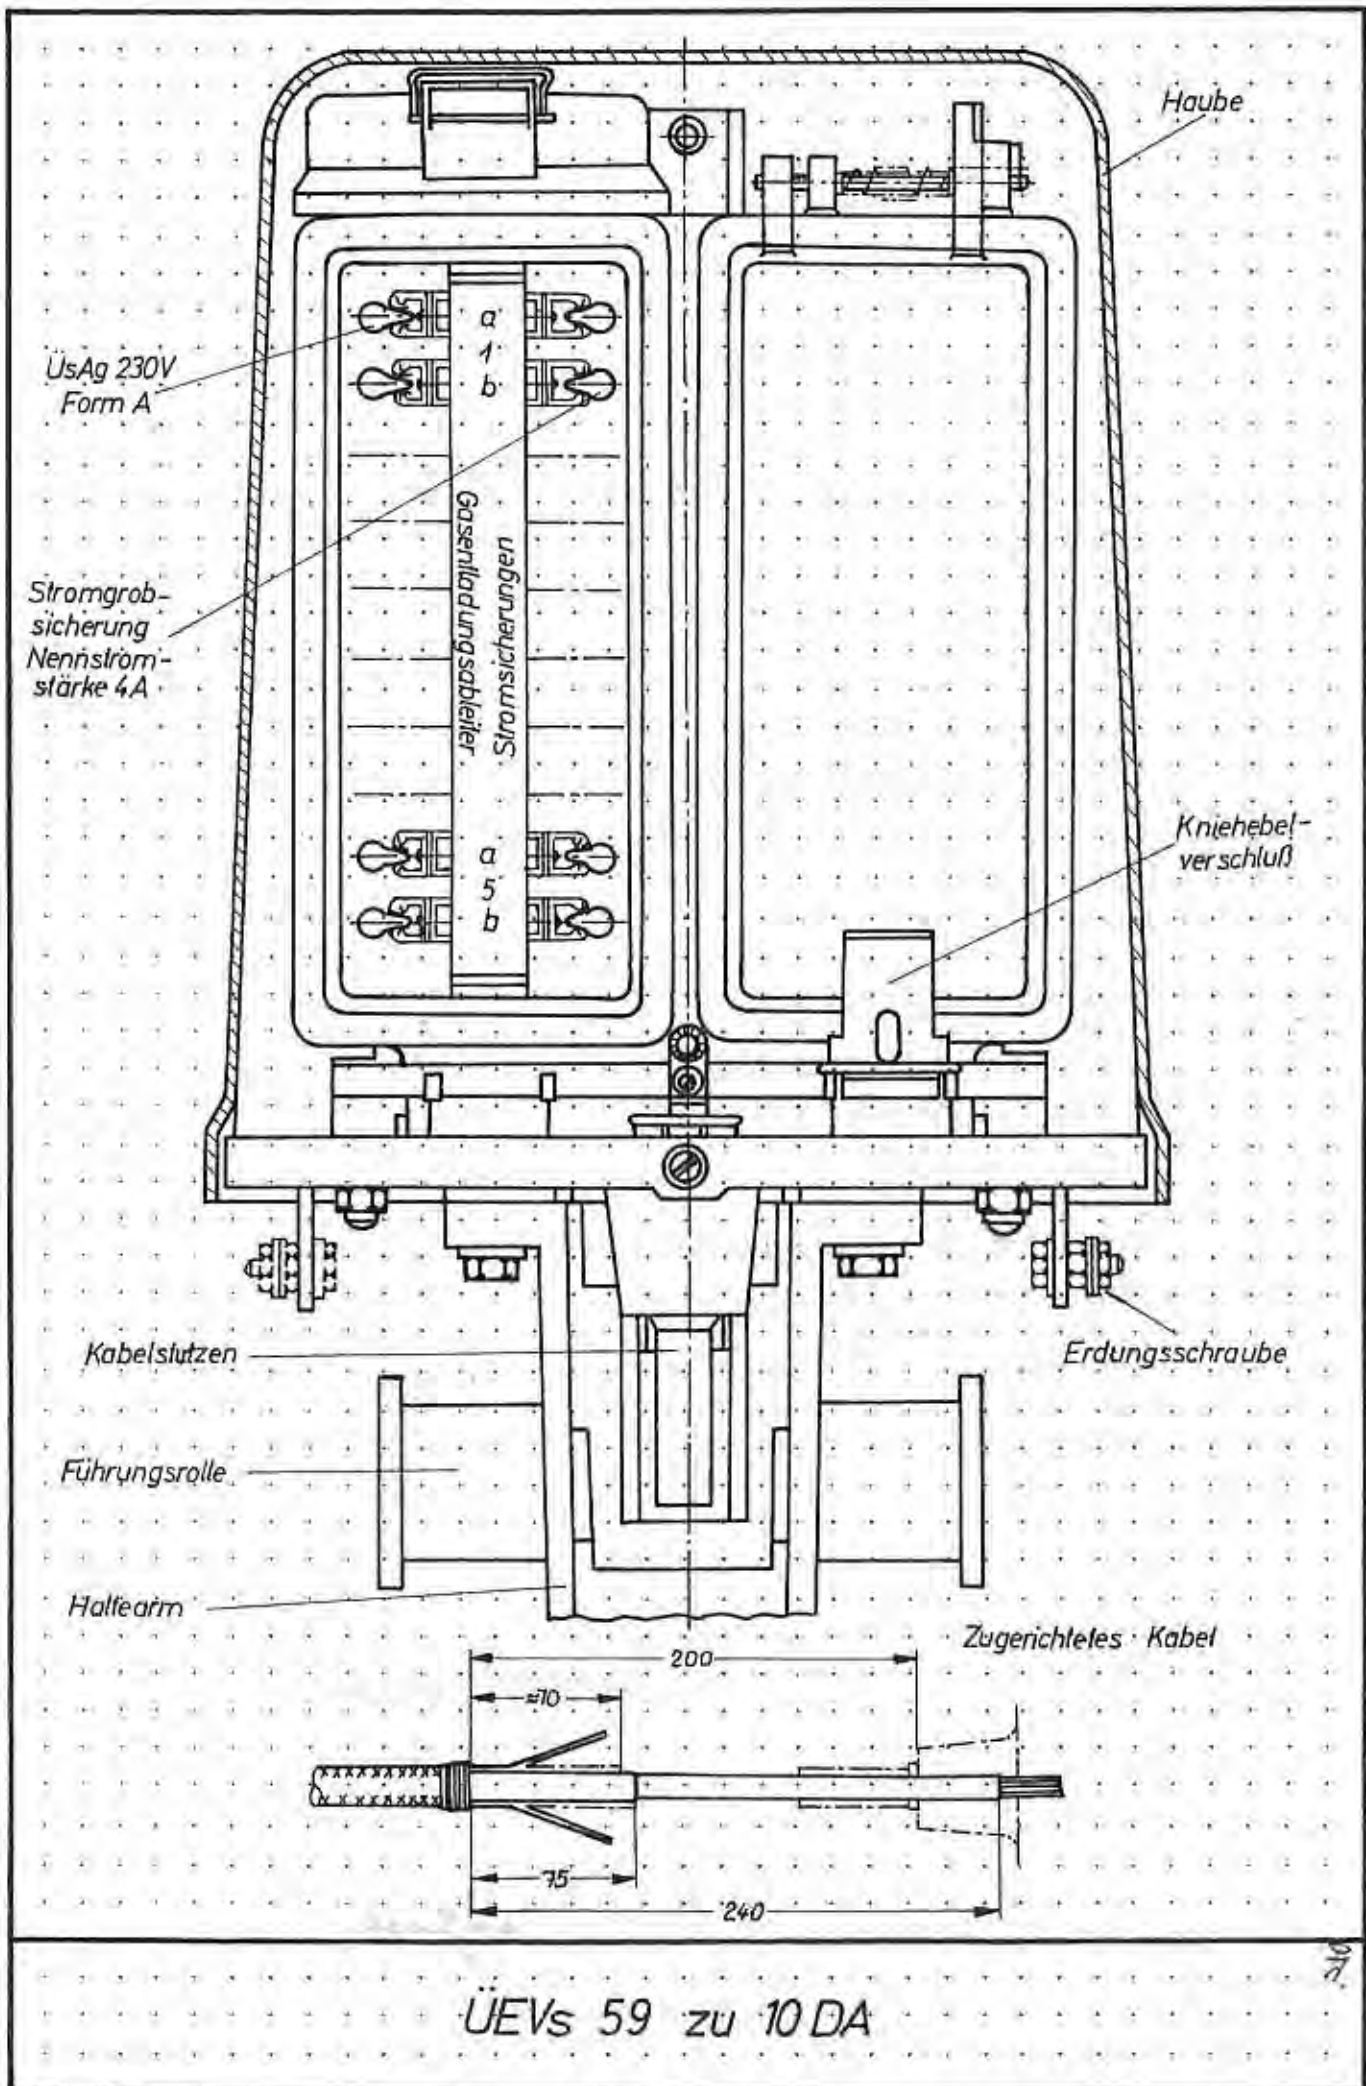 Haube
ÜsAg 230V
Form A
a
1
b
Gasentladungsableiter
Stromsicherungen
Stromgrob-
sicherung
Nennstrom-
stärke 4A
Kniehebel-
verschluß
a
5
b
Kabelstutzen
Erdungsschraube
Führungsrolle
Haltearm
Zugerichtetes Kabel
200
≈70
75
240
ÜEVs 59 zu 10 DA